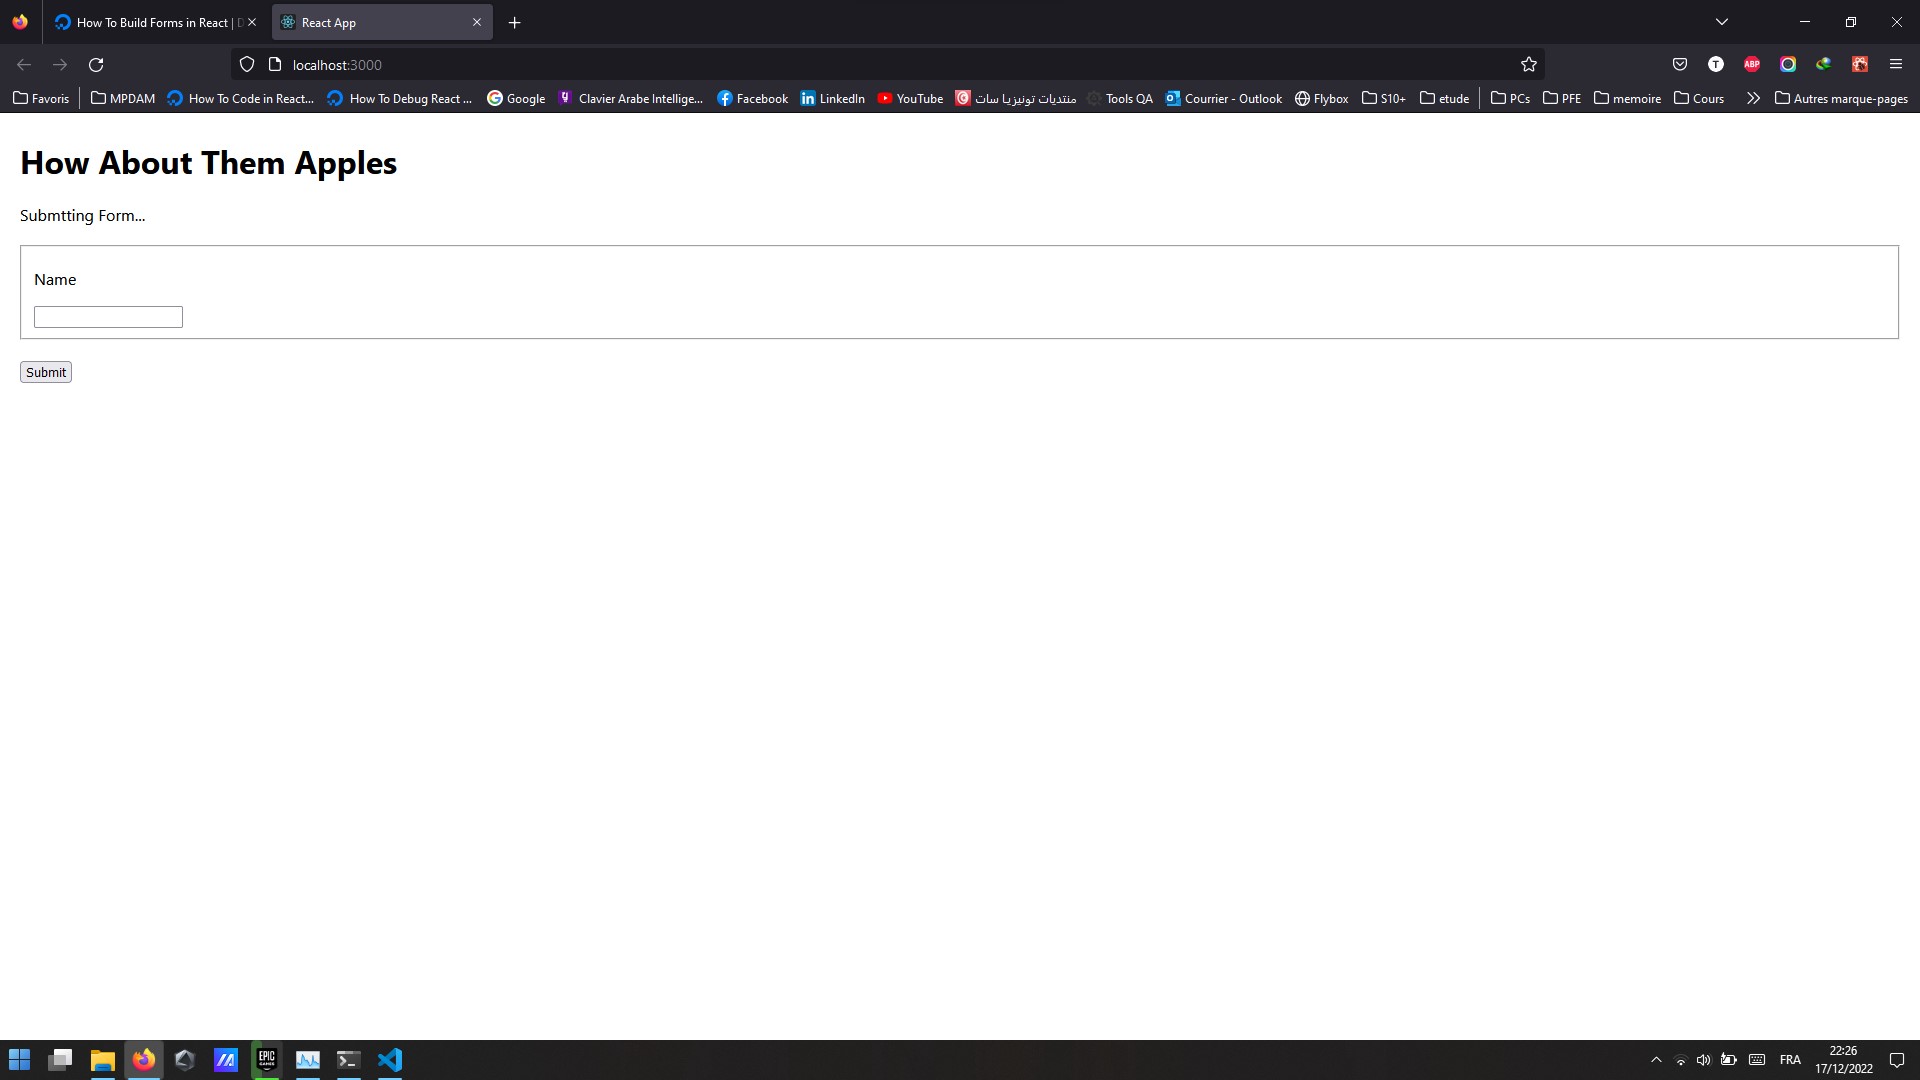 How To Build Forms in React | D
React App
localhost:3000
T
ABP
Favoris
MPDAM
How To Code in React...
How To Debug React ...
Google
Clavier Arabe Intellige...
Facebook
LinkedIn
YouTube
منتديات تونيزيا سات
Tools QA
Courrier - Outlook
Flybox
S10+
etude
PCs
PFE
memoire
Cours
Autres marque-pages
How About Them Apples
Submtting Form...
Name
Submit
EPIC
GAMES
FRA
22:26
17/12/2022